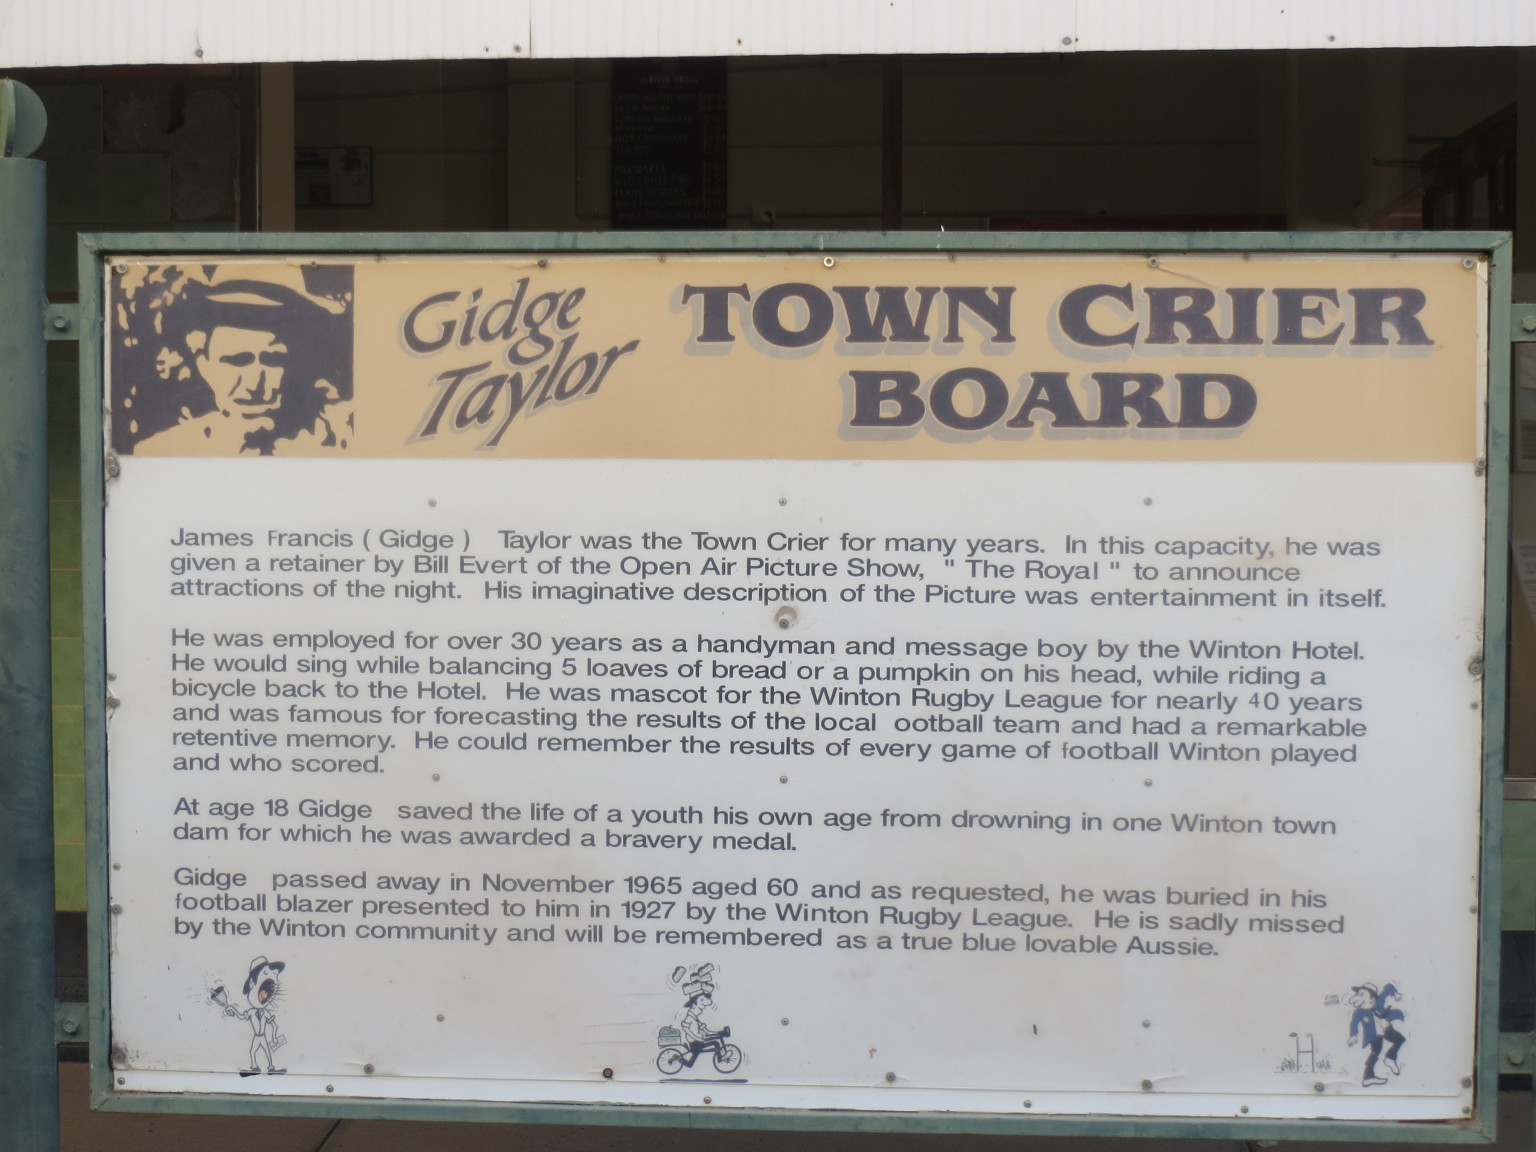 Gidge
Taylor
TOWN CRIER
BOARD
James Francis ( Gidge ) Taylor was the Town Crier for many years. In this capacity, he was
given a retainer by Bill Evert of the Open Air Picture Show, " The Royal " to announce
attractions of the night. His imaginative description of the Picture was entertainment in itself.
He was employed for over 30 years as a handyman and message boy by the Winton Hotel.
He would sing while balancing 5 loaves of bread or a pumpkin on his head, while riding a
bicycle back to the Hotel. He was mascot for the Winton Rugby League for nearly 40 years
and was famous for forecasting the results of the local ootball team and had a remarkable
retentive memory. He could remember the results of every game of football Winton played
and who scored.
At age 18 Gidge saved the life of a youth his own age from drowning in one Winton town
dam for which he was awarded a bravery medal.
Gidge passed away in November 1965 aged 60 and as requested, he was buried in his
football blazer presented to him in 1927 by the Winton Rugby League. He is sadly missed
by the Winton community and will be remembered as a true blue lovable Aussie.